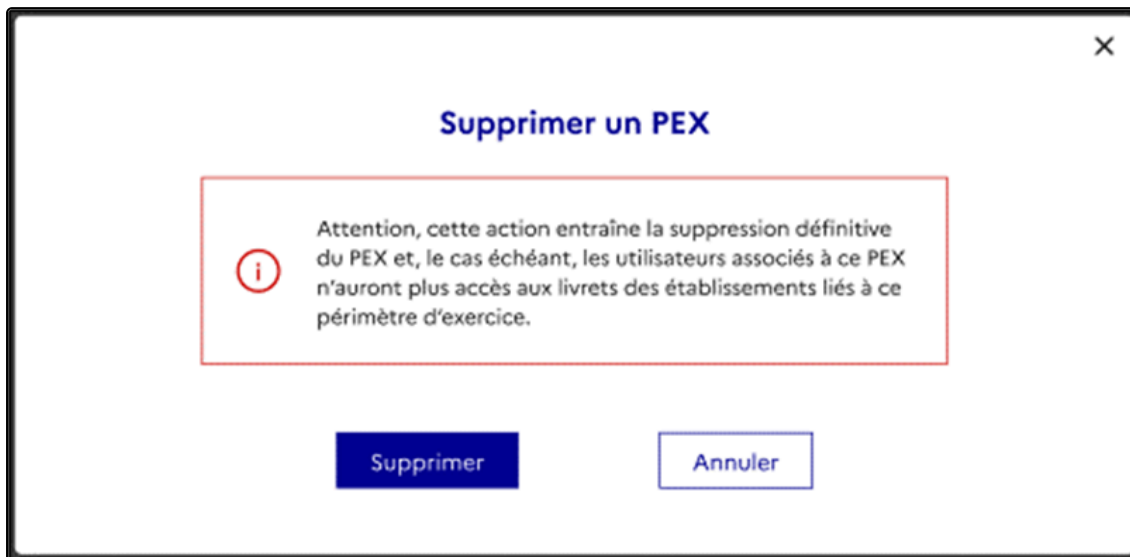 Supprimer un PEX
Attention, cette action entraîne la suppression définitive
du PEX et, le cas échéant, les utilisateurs associés à ce PEX
n'auront plus accès aux livrets des établissements liés à ce
périmètre d'exercice.
Supprimer
Annuler